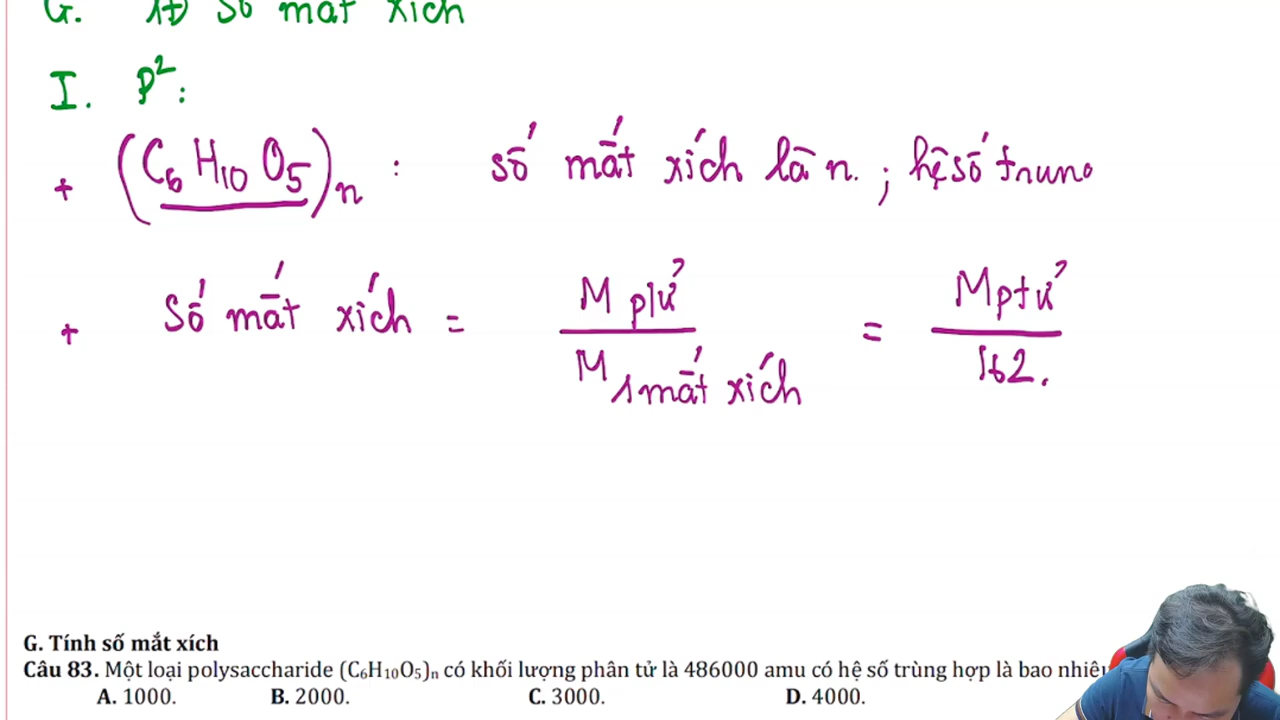 G. TĐ Số mắt xích
I. P²:
+ (C₆H₁₀O₅)ₙ : số mắt xích là n. ; hệ số trung
+ Số mắt xích = M ptử / M 1 mắt xích = M ptử / 162.
G. Tính số mắt xích
Câu 83. Một loại polysaccharide (C₆H₁₀O₅)ₙ có khối lượng phân tử là 486000 amu có hệ số trùng hợp là bao nhiêu
A. 1000. B. 2000. C. 3000. D. 4000.